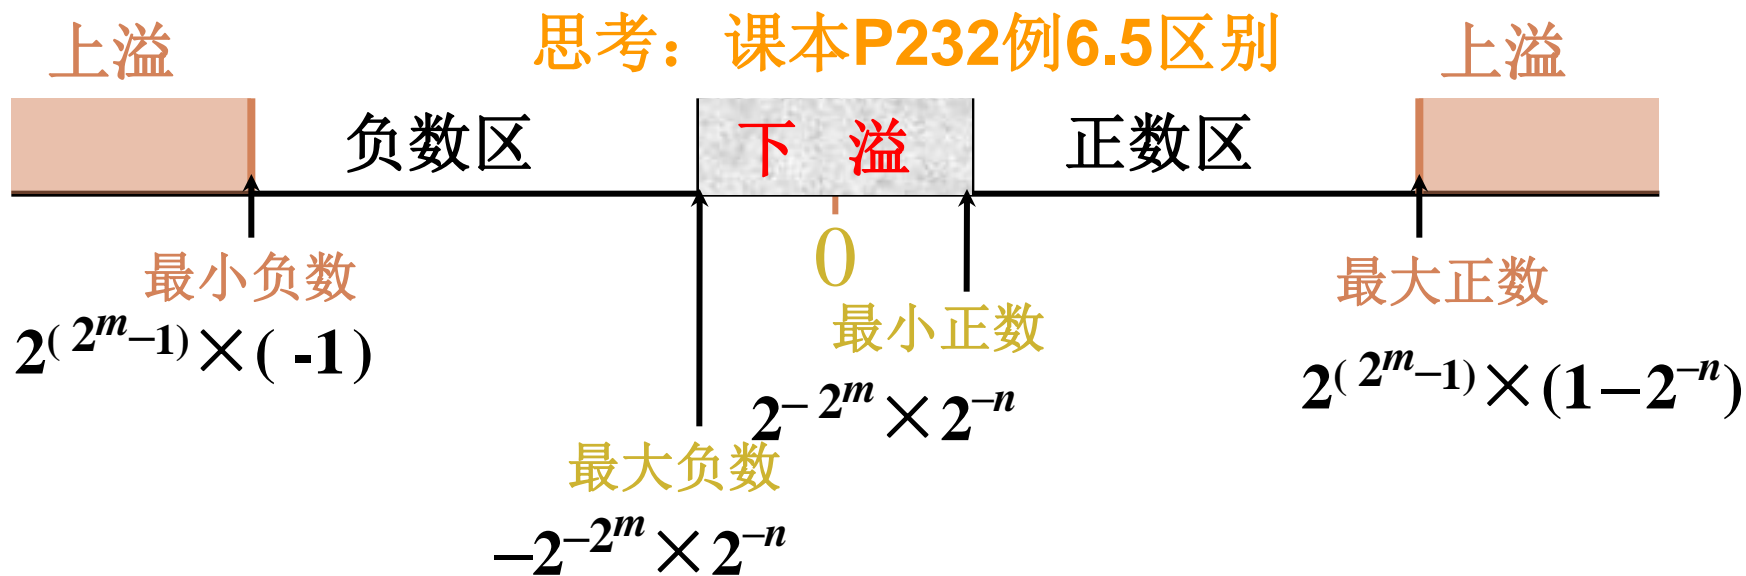 思考：课本P232例6.5区别
上溢
上溢
负数区
下 溢
正数区
最小负数
0
最大正数
最小正数
2^(2^m−1)×( -1)
2^−2^m×2^−n
2^(2^m−1)×(1−2^−n)
最大负数
−2^−2^m×2^−n